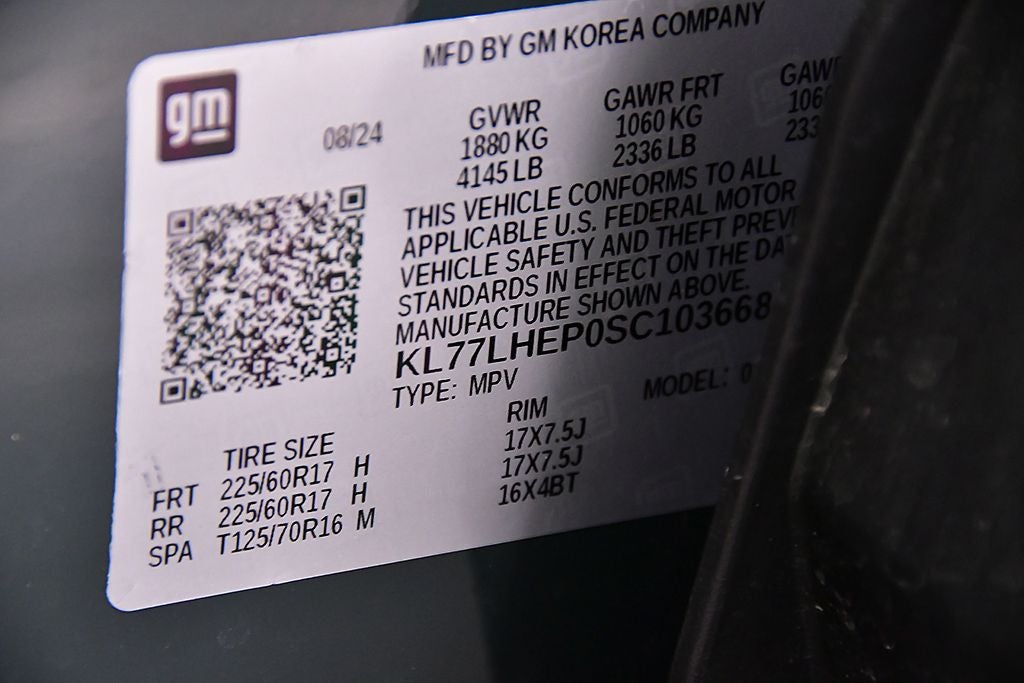 MFD BY GM KOREA COMPANY
gm
08/24
GVWR GAWR FRT
1880 KG 1060 KG
4145 LB 2336 LB
THIS VEHICLE CONFORMS TO ALL
APPLICABLE U.S. FEDERAL MOTOR
VEHICLE SAFETY AND THEFT
STANDARDS IN EFFECT ON THE
MANUFACTURE SHOWN ABOVE.
KL77LHEP0SC103668
TYPE: MPV MODEL: 0
TIRE SIZE RIM
FRT 225/60R17 H 17X7.5J
RR 225/60R17 H 17X7.5J
SPA T125/70R16 M 16X4BT